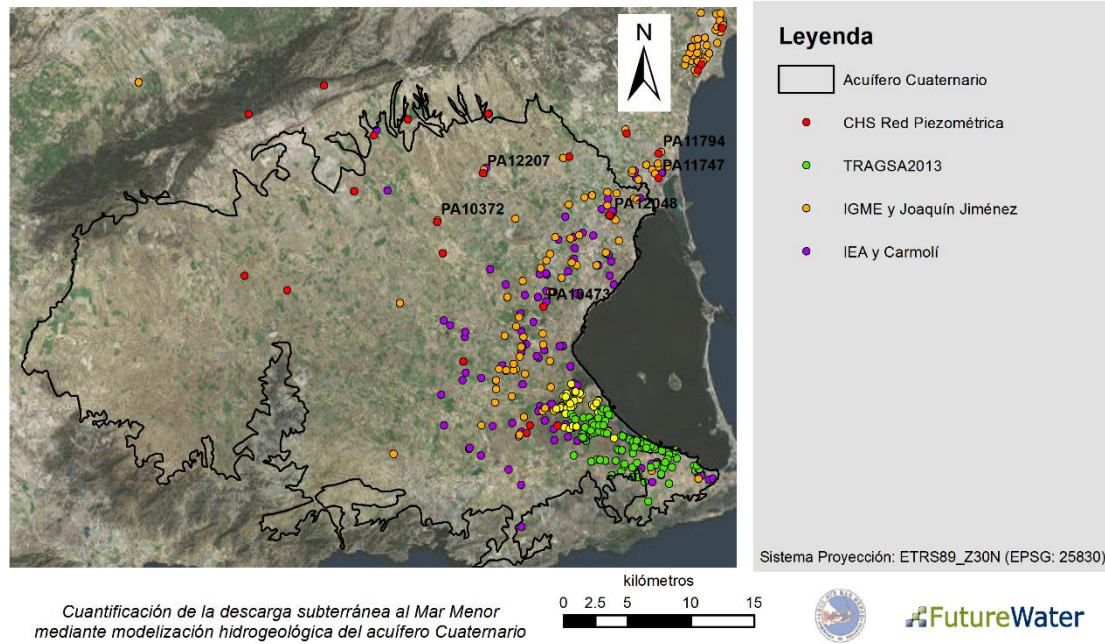 N
PA11794
PA11747
PA12207
PA12048
PA10372
PA10473
Leyenda
Acuífero Cuaternario
CHS Red Piezométrica
TRAGSA2013
IGME y Joaquín Jiménez
IEA y Carmolí
Sistema Proyección: ETRS89_Z30N (EPSG: 25830)
Cuantificación de la descarga subterránea al Mar Menor
mediante modelización hidrogeológica del acuífero Cuaternario
kilómetros
0 2.5 5 10 15
FutureWater